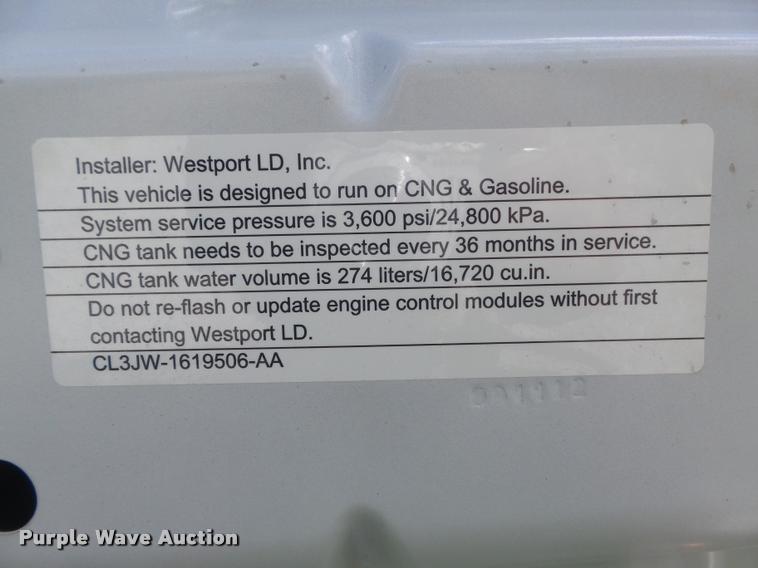 Installer: Westport LD, Inc.
This vehicle is designed to run on CNG & Gasoline.
System service pressure is 3,600 psi/24,800 kPa.
CNG tank needs to be inspected every 36 months in service.
CNG tank water volume is 274 liters/16,720 cu.in.
Do not re-flash or update engine control modules without first
contacting Westport LD.
CL3JW-1619506-AA
Purple Wave Auction